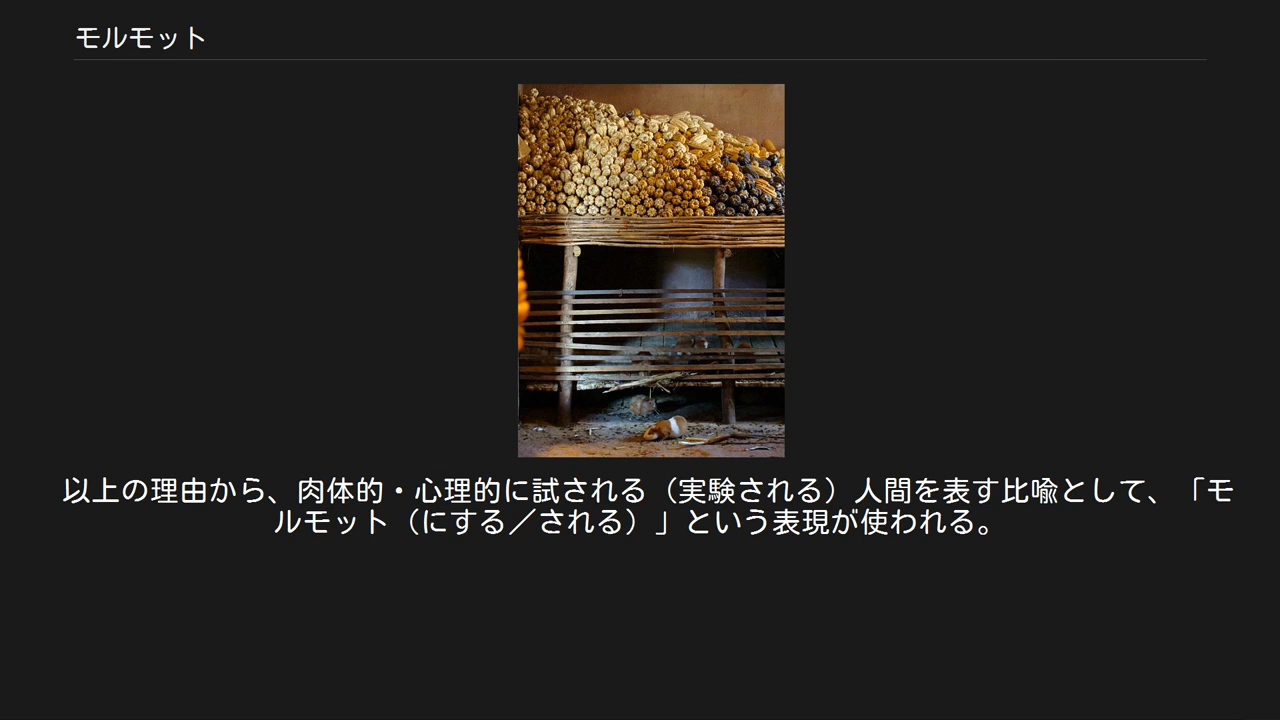 モルモット
以上の理由から、肉体的・心理的に試される（実験される）人間を表す比喩として、「モ
ルモット（にする／される）」という表現が使われる。